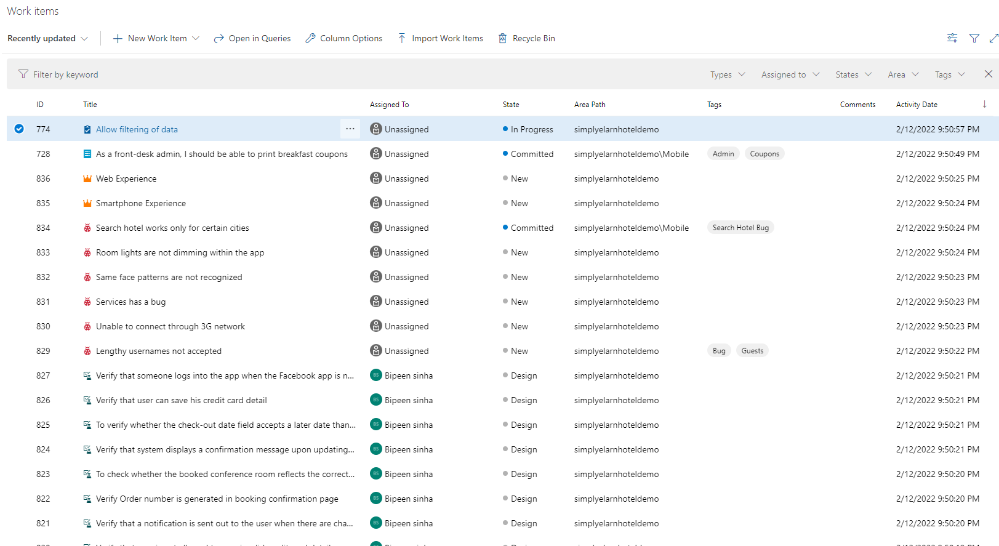 Work items
Recently updated New Work Item Open in Queries Column Options Import Work Items Recycle Bin
Filter by keyword Types Assigned to States Area Tags
ID Title Assigned To State Area Path Tags Comments Activity Date
774 Allow filtering of data ... Unassigned In Progress simplyelarnhoteldemo 2/12/2022 9:50:57 PM
728 As a front-desk admin, I should be able to print breakfast coupons Unassigned Committed simplyelarnhoteldemo\Mobile Admin Coupons 2/12/2022 9:50:49 PM
836 Web Experience Unassigned New simplyelarnhoteldemo 2/12/2022 9:50:25 PM
835 Smartphone Experience Unassigned New simplyelarnhoteldemo 2/12/2022 9:50:24 PM
834 Search hotel works only for certain cities Unassigned Committed simplyelarnhoteldemo\Mobile Search Hotel Bug 2/12/2022 9:50:24 PM
833 Room lights are not dimming within the app Unassigned New simplyelarnhoteldemo 2/12/2022 9:50:24 PM
832 Same face patterns are not recognized Unassigned New simplyelarnhoteldemo 2/12/2022 9:50:23 PM
831 Services has a bug Unassigned New simplyelarnhoteldemo 2/12/2022 9:50:23 PM
830 Unable to connect through 3G network Unassigned New simplyelarnhoteldemo 2/12/2022 9:50:23 PM
829 Lengthy usernames not accepted Unassigned New simplyelarnhoteldemo Bug Guests 2/12/2022 9:50:22 PM
827 Verify that someone logs into the app when the Facebook app is n... BS Bipeen sinha Design simplyelarnhoteldemo 2/12/2022 9:50:21 PM
826 Verify that user can save his credit card detail BS Bipeen sinha Design simplyelarnhoteldemo 2/12/2022 9:50:21 PM
825 To verify whether the check-out date field accepts a later date than... BS Bipeen sinha Design simplyelarnhoteldemo 2/12/2022 9:50:21 PM
824 Verify that system displays a confirmation message upon updating... BS Bipeen sinha Design simplyelarnhoteldemo 2/12/2022 9:50:21 PM
823 To check whether the booked conference room reflects the correct... BS Bipeen sinha Design simplyelarnhoteldemo 2/12/2022 9:50:20 PM
822 Verify Order number is generated in booking confirmation page BS Bipeen sinha Design simplyelarnhoteldemo 2/12/2022 9:50:20 PM
821 Verify that a notification is sent out to the user when there are cha... BS Bipeen sinha Design simplyelarnhoteldemo 2/12/2022 9:50:20 PM